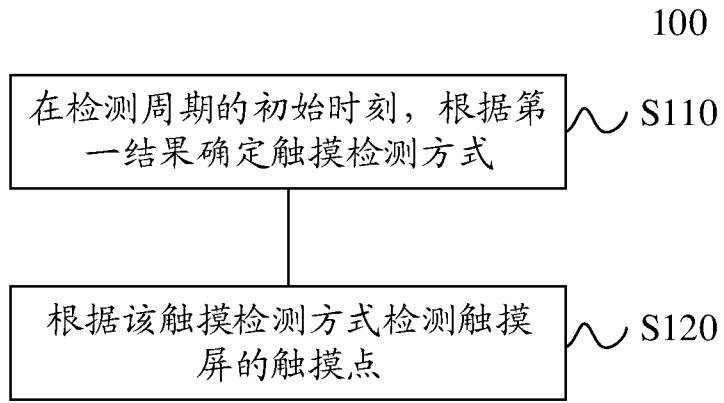 100
在检测周期的初始时刻，根据第
一结果确定触摸检测方式
S110
根据该触摸检测方式检测触摸
屏的触摸点
S120